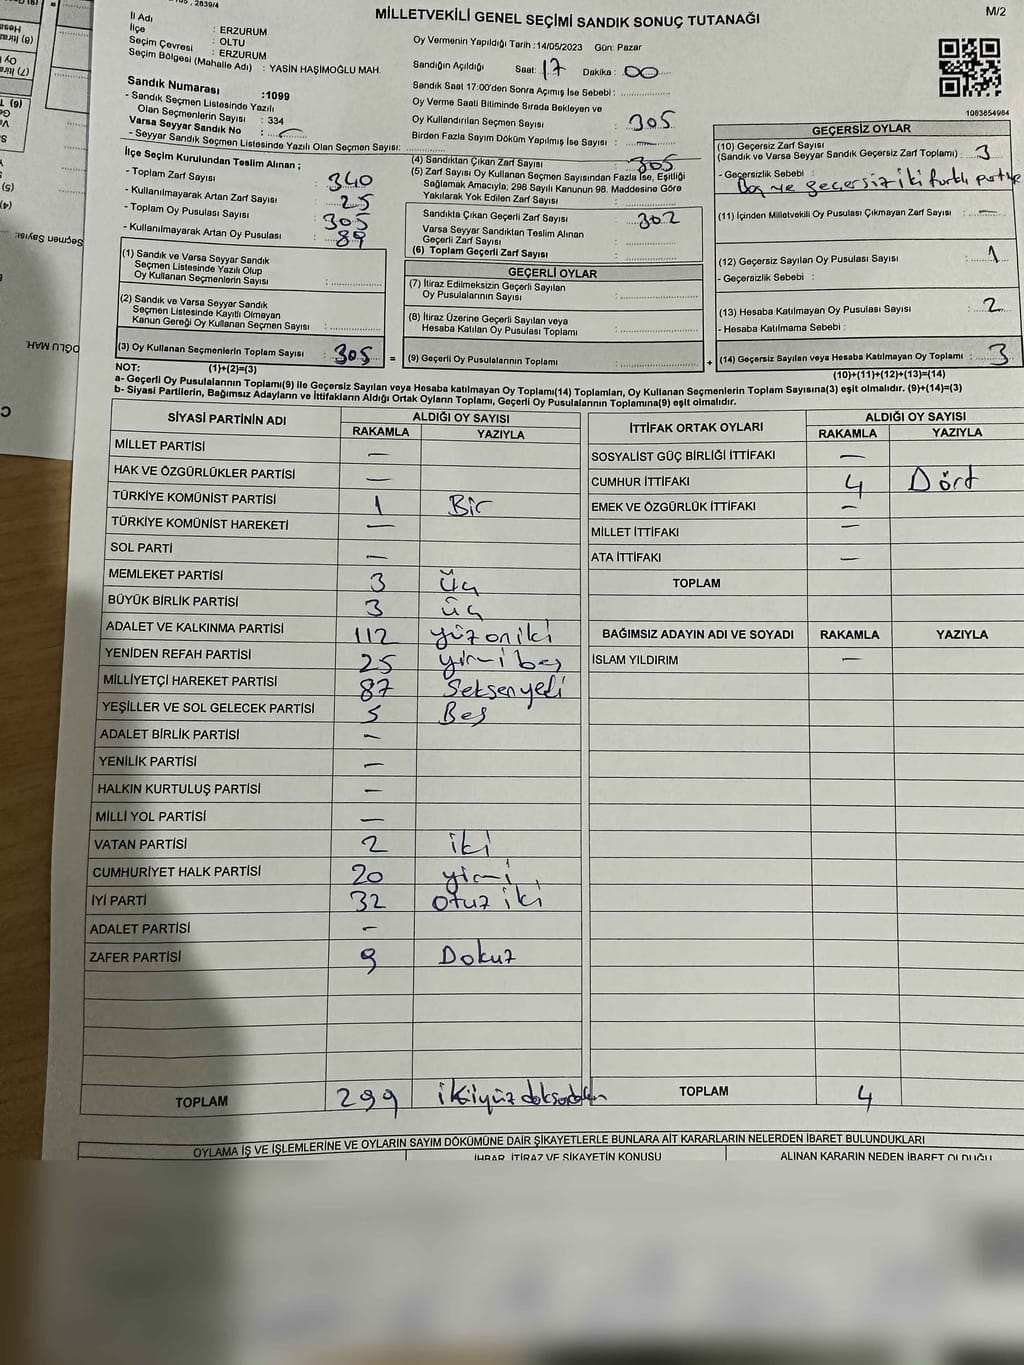 2839/4
MİLLETVEKİLİ GENEL SEÇİMİ SANDIK SONUÇ TUTANAĞI
M/2
İl Adı : ERZURUM
İlçe : OLTU
Seçim Çevresi : ERZURUM
Seçim Bölgesi (Mahalle Adı) : YASİN HAŞİMOĞLU MAH.
Sandık Numarası :1099
- Sandık Seçmen Listesinde Yazılı
Olan Seçmenlerin Sayısı : 334
Varsa Seyyar Sandık No :
- Seyyar Sandık Seçmen Listesinde Yazılı Olan Seçmen Sayısı:
İlçe Seçim Kurulundan Teslim Alınan ;
- Toplam Zarf Sayısı : 340
- Kullanılmayarak Artan Zarf Sayısı : 25
- Toplam Oy Pusulası Sayısı : 305
- Kullanılmayarak Artan Oy Pusulası : 89
(1) Sandık ve Varsa Seyyar Sandık
Seçmen Listesinde Yazılı Olup
Oy Kullanan Seçmenlerin Sayısı :
(2) Sandık ve Varsa Seyyar Sandık
Seçmen Listesinde Kayıtlı Olmayan
Kanun Gereği Oy Kullanan Seçmen Sayısı :
(3) Oy Kullanan Seçmenlerin Toplam Sayısı : 305 =
Oy Vermenin Yapıldığı Tarih :14/05/2023 Gün: Pazar
Sandığın Açıldığı Saat: 17 Dakika : 00
Sandık Saat 17:00'den Sonra Açımış İse Sebebi :
Oy Verme Saati Bitiminde Sırada Bekleyen ve
Oy Kullandırılan Seçmen Sayısı : 305
Birden Fazla Sayım Döküm Yapılmış İse Sayısı : —
(4) Sandıktan Çıkan Zarf Sayısı : 305
(5) Zarf Sayısı Oy Kullanan Seçmen Sayısından Fazla İse, Eşitliği
Sağlamak Amacıyla, 298 Sayılı Kanunun 98. Maddesine Göre
Yakılarak Yok Edilen Zarf Sayısı :
Sandıkta Çıkan Geçerli Zarf Sayısı : 302
Varsa Seyyar Sandıktan Teslim Alınan
Geçerli Zarf Sayısı :
(6) Toplam Geçerli Zarf Sayısı :
GEÇERLİ OYLAR
(7) İtiraz Edilmeksizin Geçerli Sayılan
Oy Pusulalarının Sayısı :
(8) İtiraz Üzerine Geçerli Sayılan veya
Hesaba Katılan Oy Pusulası Toplamı :
(9) Geçerli Oy Pusulalarının Toplamı : +
1083654984
GEÇERSİZ OYLAR
(10) Geçersiz Zarf Sayısı
(Sandık ve Varsa Seyyar Sandık Geçersiz Zarf Toplamı) : 3
- Geçersizlik Sebebi : Boş ve geçersiz iki farklı partiye
(11) İçinden Milletvekili Oy Pusulası Çıkmayan Zarf Sayısı : —
(12) Geçersiz Sayılan Oy Pusulası Sayısı : 1
- Geçersizlik Sebebi :
(13) Hesaba Katılmayan Oy Pusulası Sayısı : 2
- Hesaba Katılmama Sebebi :
(14) Geçersiz Sayılan veya Hesaba Katılmayan Oy Toplamı : 3
NOT: (1)+(2)=(3)
(10)+(11)+(12)+(13)=(14)
a- Geçerli Oy Pusulalarının Toplamı(9) ile Geçersiz Sayılan veya Hesaba katılmayan Oy Toplamı(14) Toplamları, Oy Kullanan Seçmenlerin Toplam Sayısına(3) eşit olmalıdır. (9)+(14)=(3)
b- Siyasi Partilerin, Bağımsız Adayların ve İttifakların Aldığı Ortak Oyların Toplamı, Geçerli Oy Pusulalarının Toplamına(9) eşit olmalıdır.
SİYASİ PARTİNİN ADI ALDIĞI OY SAYISI
RAKAMLA YAZIYLA
MİLLET PARTİSİ —
HAK VE ÖZGÜRLÜKLER PARTİSİ —
TÜRKİYE KOMÜNİST PARTİSİ 1 Bir
TÜRKİYE KOMÜNİST HAREKETİ —
SOL PARTİ —
MEMLEKET PARTİSİ 3 Üç
BÜYÜK BİRLİK PARTİSİ 3 üç
ADALET VE KALKINMA PARTİSİ 112 yüz oniki
YENİDEN REFAH PARTİSİ 25 yirmi beş
MİLLİYETÇİ HAREKET PARTİSİ 87 Seksen yedi
YEŞİLLER VE SOL GELECEK PARTİSİ 5 Beş
ADALET BİRLİK PARTİSİ —
YENİLİK PARTİSİ —
HALKIN KURTULUŞ PARTİSİ —
MİLLİ YOL PARTİSİ —
VATAN PARTİSİ 2 iki
CUMHURİYET HALK PARTİSİ 20 yirmi
İYİ PARTİ 32 otuz iki
ADALET PARTİSİ —
ZAFER PARTİSİ 9 Dokuz
TOPLAM 299 ikiyüz doksadokuzn
İTTİFAK ORTAK OYLARI ALDIĞI OY SAYISI
RAKAMLA YAZIYLA
SOSYALİST GÜÇ BİRLİĞİ İTTİFAKI —
CUMHUR İTTİFAKI 4 Dört
EMEK VE ÖZGÜRLÜK İTTİFAKI —
MİLLET İTTİFAKI —
ATA İTTİFAKI —
TOPLAM
BAĞIMSIZ ADAYIN ADI VE SOYADI RAKAMLA YAZIYLA
İSLAM YILDIRIM —
TOPLAM 4
OYLAMA İŞ VE İŞLEMLERİNE VE OYLARIN SAYIM DÖKÜMÜNE DAİR ŞİKAYETLERLE BUNLARA AİT KARARLARIN NELERDEN İBARET BULUNDUKLARI
İHBAR, İTİRAZ VE ŞİKAYETİN KONUSU ALINAN KARARIN NEDEN İBARET OLDUĞU